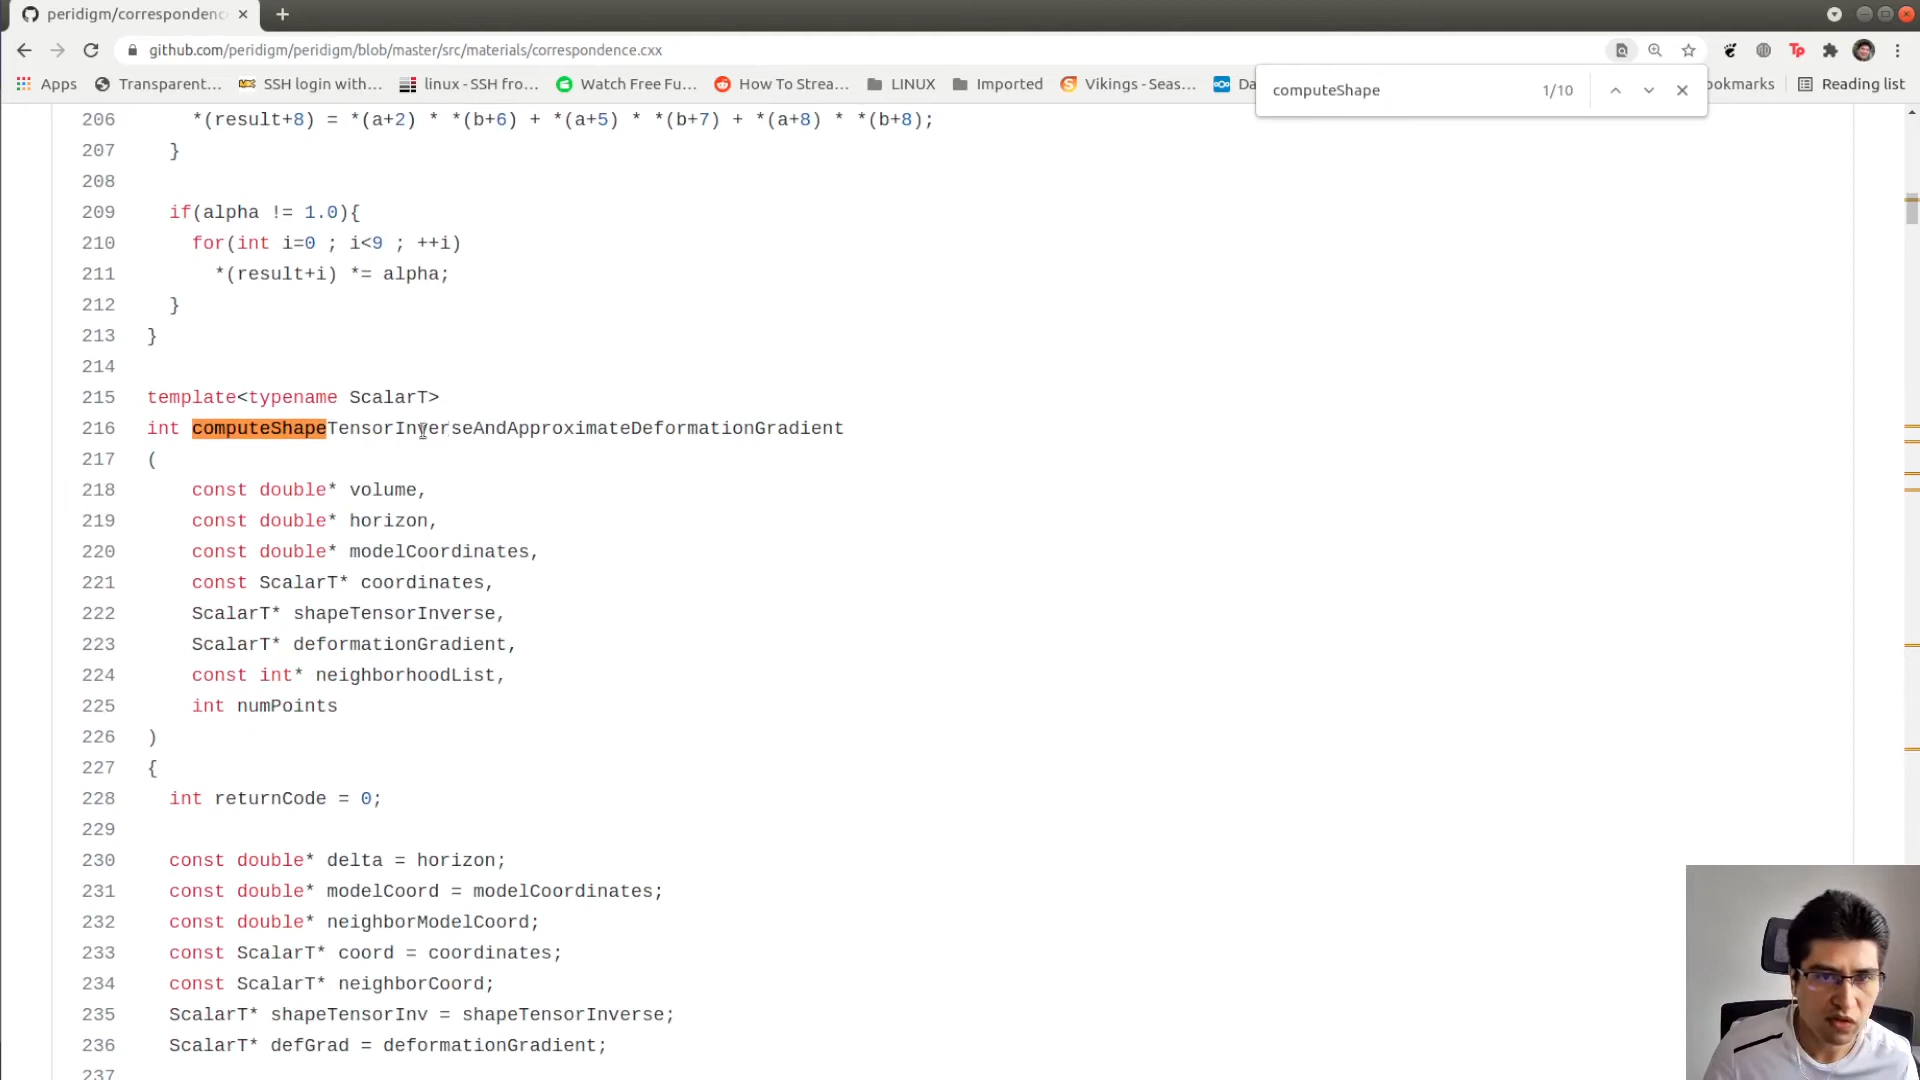 peridigm/correspondenc
github.com/peridigm/peridigm/blob/master/src/materials/correspondence.cxx
Apps Transparent... SSH login with... linux - SSH fro... Watch Free Fu... How To Strea... LINUX Imported Vikings - Seas... Da ookmarks Reading list
computeShape 1/10
206 *(result+8) = *(a+2) * *(b+6) + *(a+5) * *(b+7) + *(a+8) * *(b+8);
207 }
208
209 if(alpha != 1.0){
210 for(int i=0 ; i<9 ; ++i)
211 *(result+i) *= alpha;
212 }
213 }
214
215 template<typename ScalarT>
216 int computeShapeTensorInverseAndApproximateDeformationGradient
217 (
218 const double* volume,
219 const double* horizon,
220 const double* modelCoordinates,
221 const ScalarT* coordinates,
222 ScalarT* shapeTensorInverse,
223 ScalarT* deformationGradient,
224 const int* neighborhoodList,
225 int numPoints
226 )
227 {
228 int returnCode = 0;
229
230 const double* delta = horizon;
231 const double* modelCoord = modelCoordinates;
232 const double* neighborModelCoord;
233 const ScalarT* coord = coordinates;
234 const ScalarT* neighborCoord;
235 ScalarT* shapeTensorInv = shapeTensorInverse;
236 ScalarT* defGrad = deformationGradient;
237